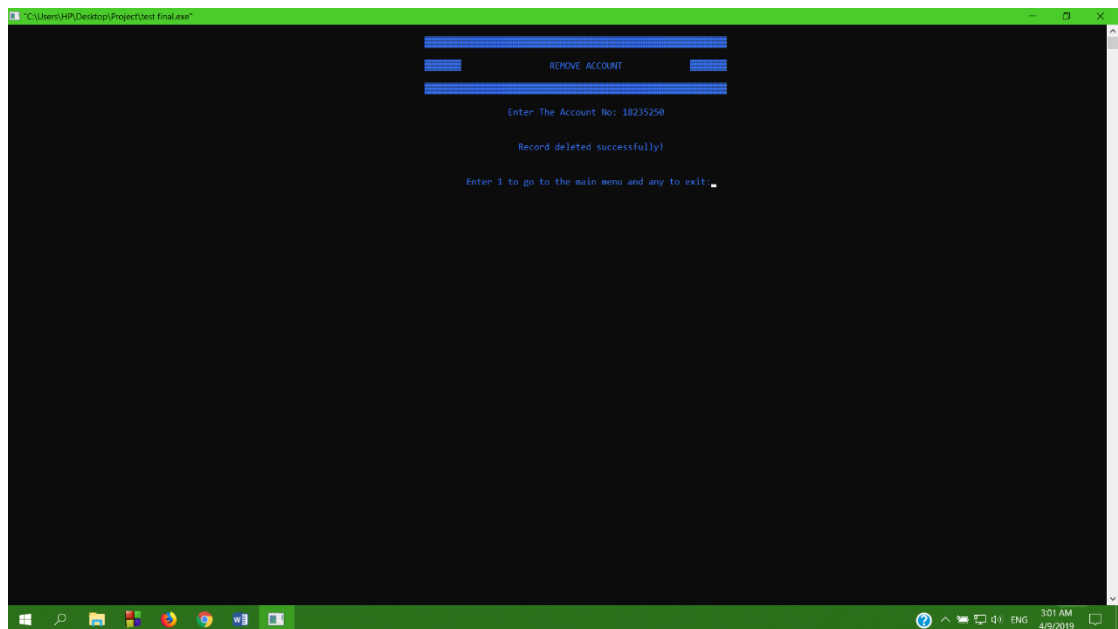 "C:\Users\HP\Desktop\Project\test final.exe"
REMOVE ACCOUNT
Enter The Account No: 18235250
Record deleted successfully!
Enter 1 to go to the main menu and any to exit:
ENG
3:01 AM
4/9/2019